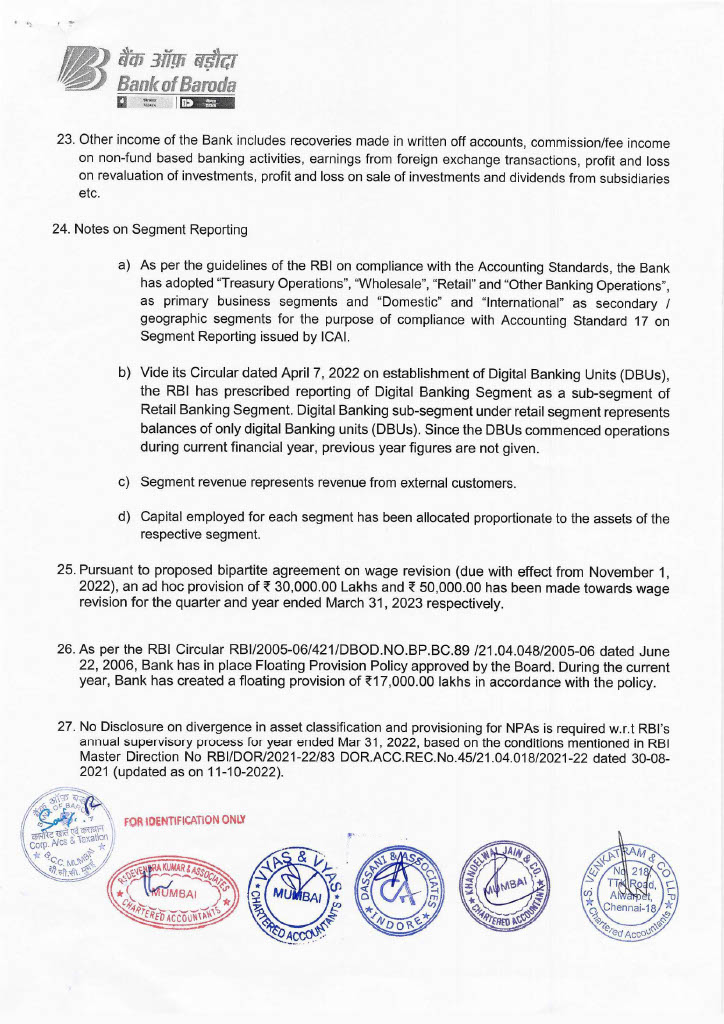 बैंक ऑफ़ बड़ौदा
Bank of Baroda
23. Other income of the Bank includes recoveries made in written off accounts, commission/fee income
on non-fund based banking activities, earnings from foreign exchange transactions, profit and loss
on revaluation of investments, profit and loss on sale of investments and dividends from subsidiaries
etc.
24. Notes on Segment Reporting
a) As per the guidelines of the RBI on compliance with the Accounting Standards, the Bank
has adopted “Treasury Operations”, “Wholesale”, “Retail” and “Other Banking Operations”,
as primary business segments and “Domestic” and “International” as secondary /
geographic segments for the purpose of compliance with Accounting Standard 17 on
Segment Reporting issued by ICAI.
b) Vide its Circular dated April 7, 2022 on establishment of Digital Banking Units (DBUs),
the RBI has prescribed reporting of Digital Banking Segment as a sub-segment of
Retail Banking Segment. Digital Banking sub-segment under retail segment represents
balances of only digital Banking units (DBUs). Since the DBUs commenced operations
during current financial year, previous year figures are not given.
c) Segment revenue represents revenue from external customers.
d) Capital employed for each segment has been allocated proportionate to the assets of the
respective segment.
25. Pursuant to proposed bipartite agreement on wage revision (due with effect from November 1,
2022), an ad hoc provision of ₹ 30,000.00 Lakhs and ₹ 50,000.00 has been made towards wage
revision for the quarter and year ended March 31, 2023 respectively.
26. As per the RBI Circular RBI/2005-06/421/DBOD.NO.BP.BC.89 /21.04.048/2005-06 dated June
22, 2006, Bank has in place Floating Provision Policy approved by the Board. During the current
year, Bank has created a floating provision of ₹17,000.00 lakhs in accordance with the policy.
27. No Disclosure on divergence in asset classification and provisioning for NPAs is required w.r.t RBI’s
annual supervisory process for year ended Mar 31, 2022, based on the conditions mentioned in RBI
Master Direction No RBI/DOR/2021-22/83 DOR.ACC.REC.No.45/21.04.018/2021-22 dated 30-08-
2021 (updated as on 11-10-2022).
FOR IDENTIFICATION ONLY
Corp. A/cs & Taxation
B.C.C. MUMBAI
DEVENDRA KUMAR & ASSOCIATES
MUMBAI
CHARTERED ACCOUNTANTS
VYAS & VYAS
MUMBAI
CHARTERED ACCOUNTANTS
DASSANI & ASSOCIATES
CA
INDORE
KHANDELWAL JAIN & CO.
MUMBAI
CHARTERED ACCOUNTANTS
S. VENKATRAM & CO LLP
No. 218
TTK Road,
Alwarpet,
Chennai-18
Chartered Accountants